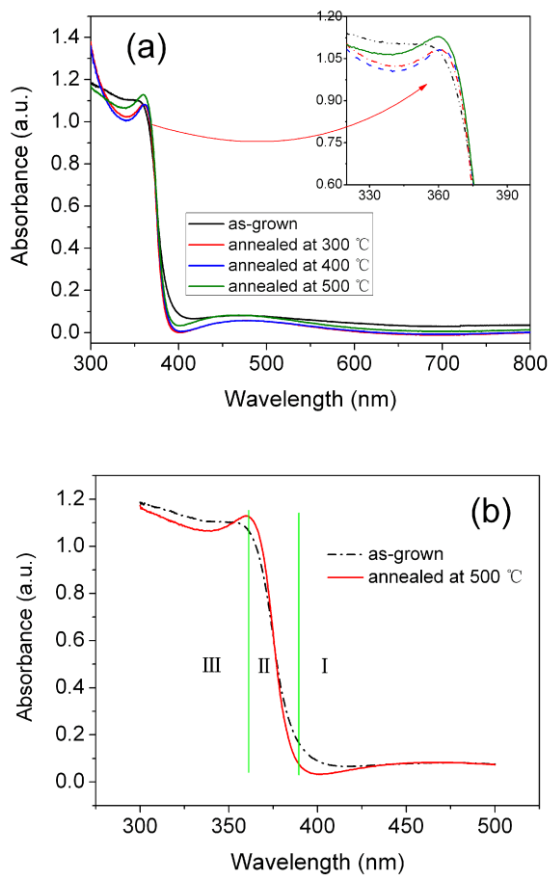 (a)
1.4
1.2
1.0
0.8
0.6
0.4
0.2
0.0
Absorbance (a.u.)
300 400 500 600 700 800
Wavelength (nm)
1.20
1.05
0.90
0.75
0.60
330 360 390
as-grown
annealed at 300 ℃
annealed at 400 ℃
annealed at 500 ℃
(b)
1.2
1.0
0.8
0.6
0.4
0.2
0.0
Absorbance (a.u.)
as-grown
annealed at 500 ℃
Ⅲ Ⅱ Ⅰ
300 350 400 450 500
Wavelength (nm)